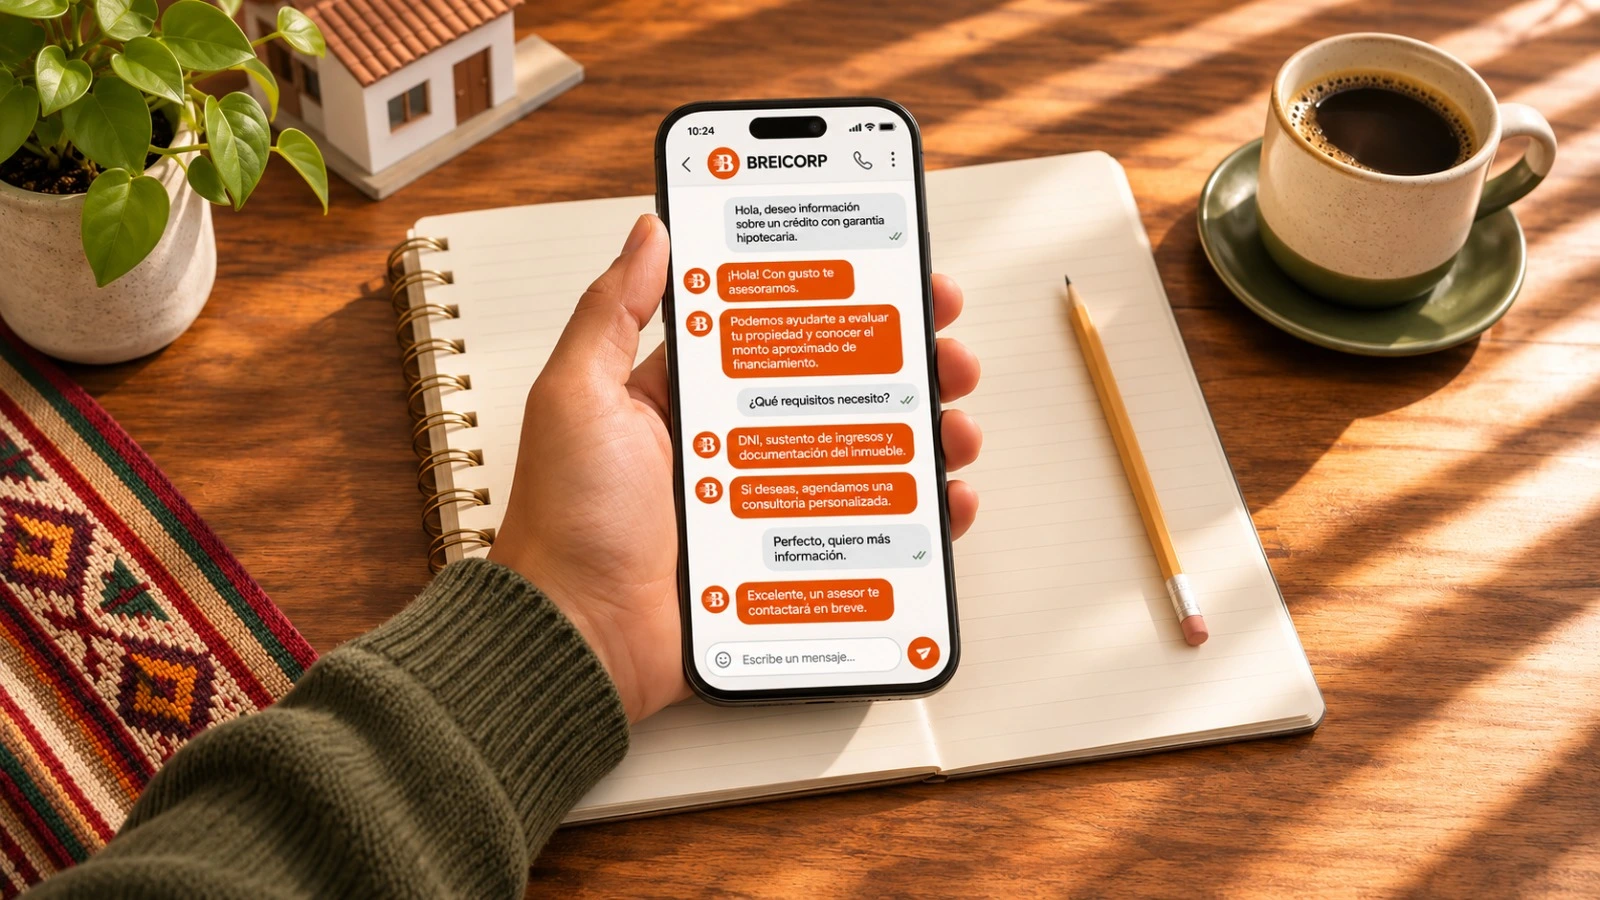 10:24
B BREICORP
Hola, deseo información
sobre un crédito con garantía
hipotecaria.
B ¡Hola! Con gusto te
asesoramos.
B Podemos ayudarte a evaluar
tu propiedad y conocer el
monto aproximado de
financiamiento.
¿Qué requisitos necesito?
B DNI, sustento de ingresos y
documentación del inmueble.
B Si deseas, agendamos una
consultoria personalizada.
Perfecto, quiero más
información.
B Excelente, un asesor te
contactará en breve.
Escribe un mensaje...